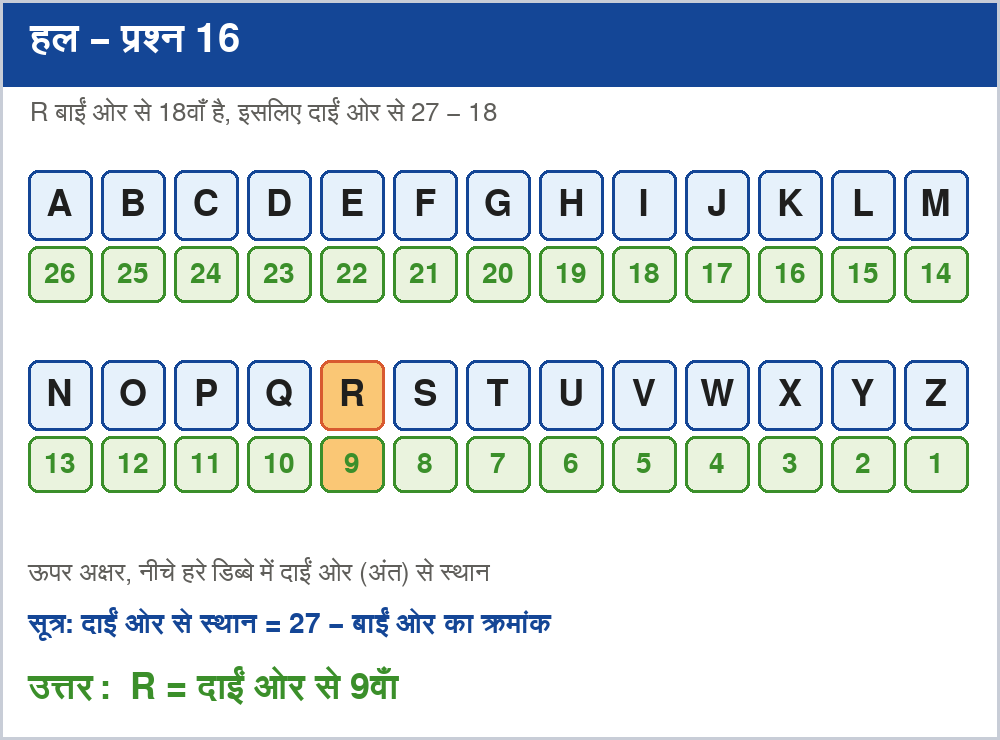 हल – प्रश्न 16
R बाईं ओर से 18वाँ है, इसलिए दाईं ओर से 27 – 18
A B C D E F G H I J K L M
26 25 24 23 22 21 20 19 18 17 16 15 14
N O P Q R S T U V W X Y Z
13 12 11 10 9 8 7 6 5 4 3 2 1
ऊपर अक्षर, नीचे हरे डिब्बे में दाईं ओर (अंत) से स्थान
सूत्र: दाईं ओर से स्थान = 27 – बाईं ओर का क्रमांक
उत्तर : R = दाईं ओर से 9वाँ